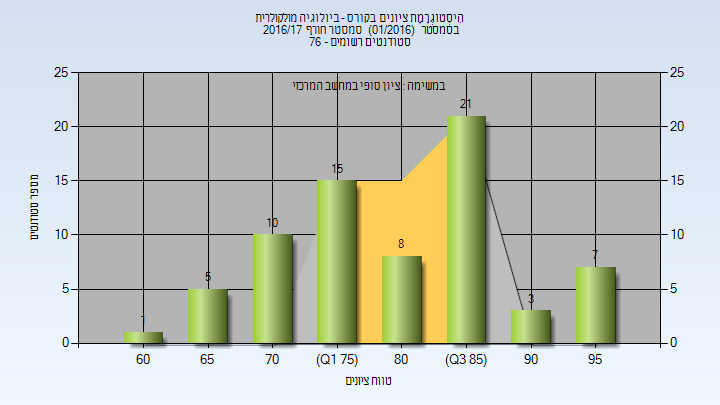 היסטוגרמת ציונים בקורס - ביולוגיה מולקולרית
בסמסטר (01/2016) סמסטר חורף 2016/17
סטודנטים רשומים - 76
במשימה : ציון סופי במחשב המרכזי
25 25
21
20 20
15
15 15
10
10 10
8
7
5
5 5
3
1
0 0
60 65 70 (Q1 75) 80 (Q3 85) 90 95
מספר סטודנטים
טווח ציונים